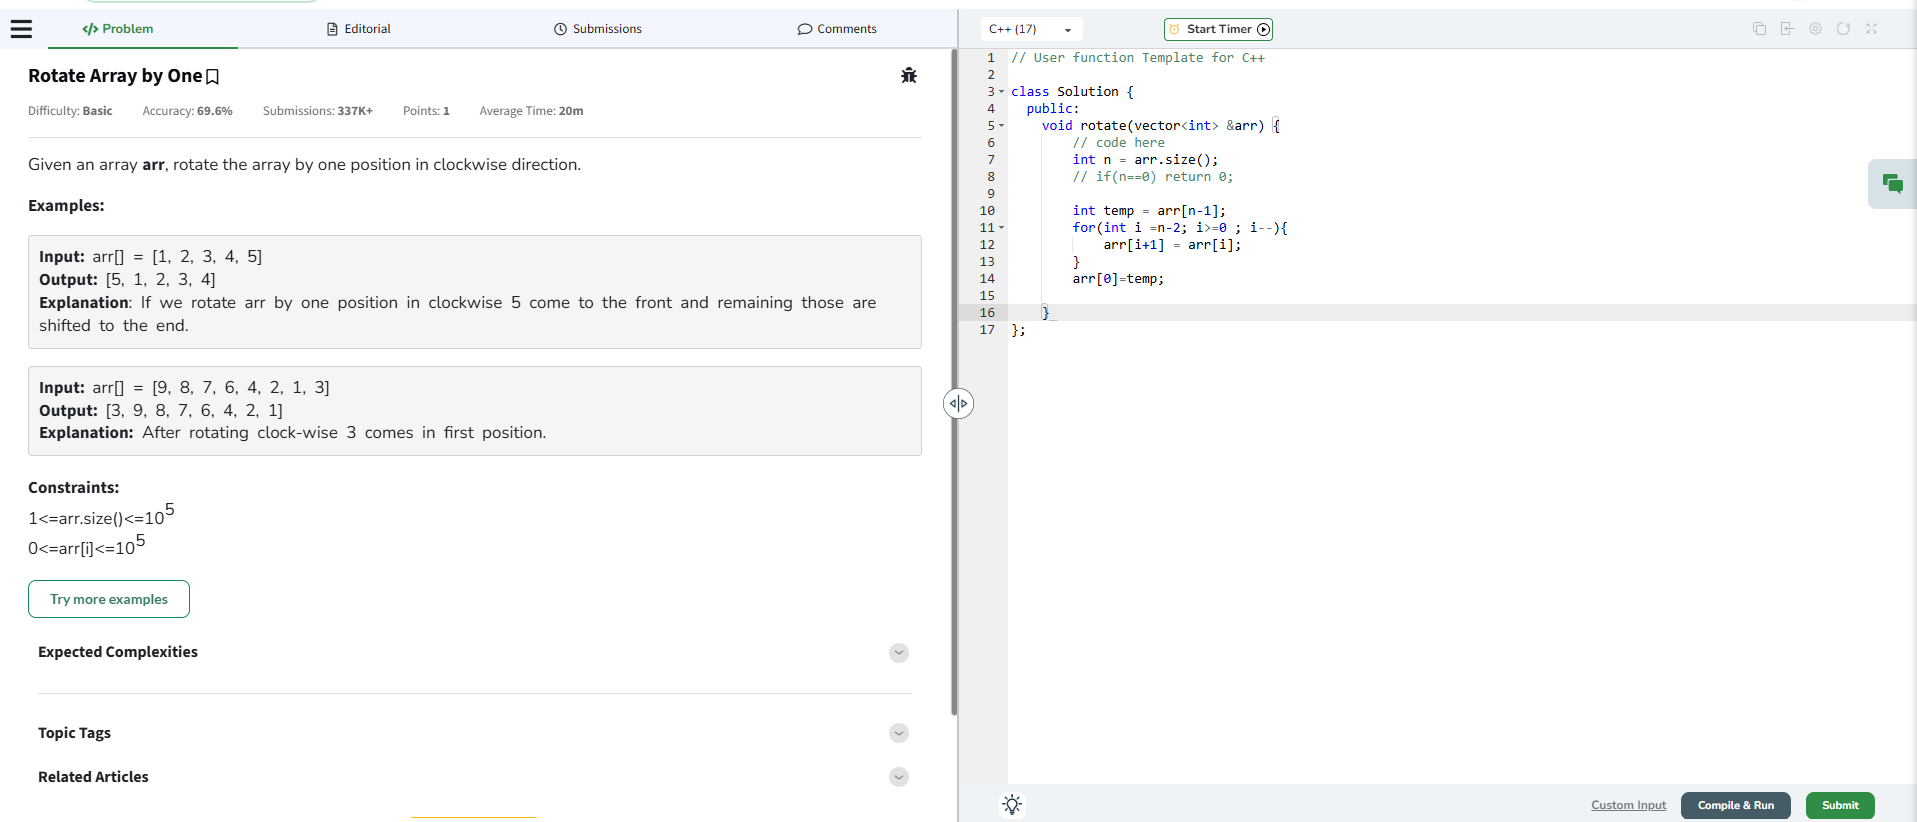 Problem
Editorial
Submissions
Comments
Rotate Array by One
Difficulty: Basic Accuracy: 69.6% Submissions: 337K+ Points: 1 Average Time: 20m
Given an array arr, rotate the array by one position in clockwise direction.
Examples:
Input: arr[] = [1, 2, 3, 4, 5]
Output: [5, 1, 2, 3, 4]
Explanation: If we rotate arr by one position in clockwise 5 come to the front and remaining those are
shifted to the end.
Input: arr[] = [9, 8, 7, 6, 4, 2, 1, 3]
Output: [3, 9, 8, 7, 6, 4, 2, 1]
Explanation: After rotating clock-wise 3 comes in first position.
Constraints:
1<=arr.size()<=10^5
0<=arr[i]<=10^5
Try more examples
Expected Complexities
Topic Tags
Related Articles
C++ (17)
Start Timer
1 // User function Template for C++
2
3 class Solution {
4 public:
5 void rotate(vector<int> &arr) {
6 // code here
7 int n = arr.size();
8 // if(n==0) return 0;
9
10 int temp = arr[n-1];
11 for(int i =n-2; i>=0 ; i--){
12 arr[i+1] = arr[i];
13 }
14 arr[0]=temp;
15
16 }
17 };
Custom Input
Compile & Run
Submit